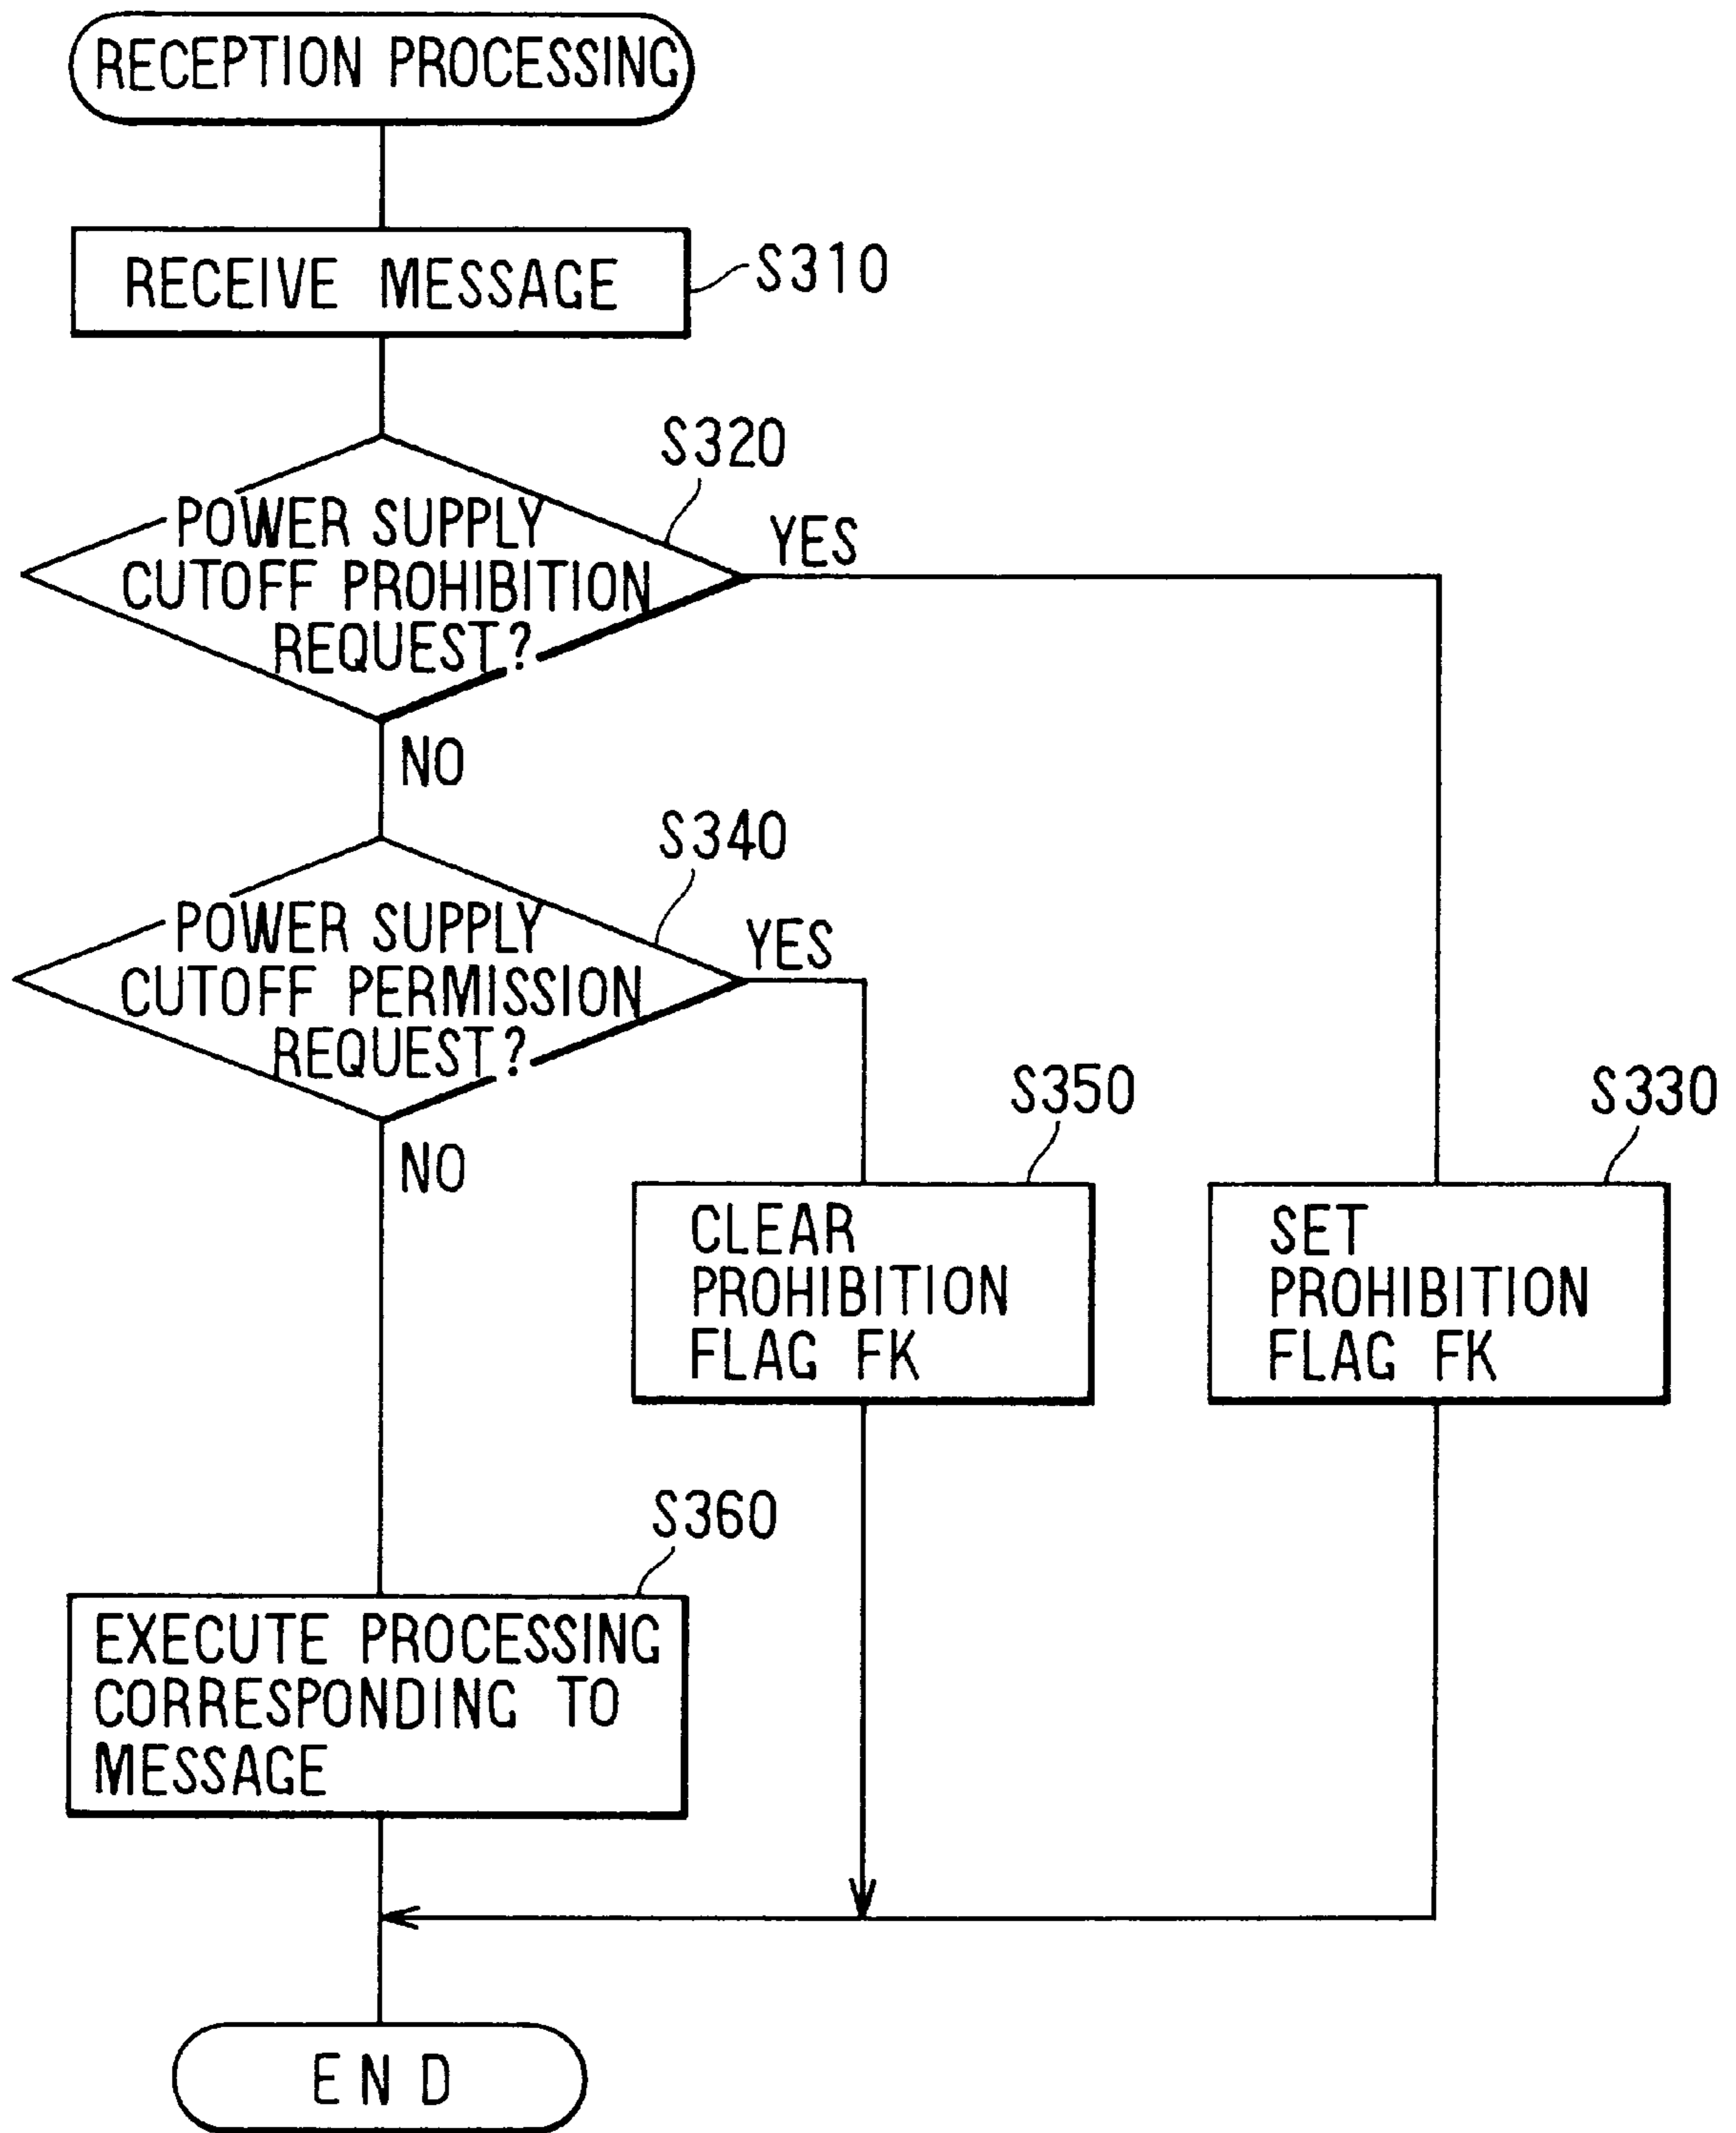 RECEPTION PROCESSING
RECEIVE MESSAGE
S310
S320
POWER SUPPLY
CUTOFF PROHIBITION
REQUEST?
YES
NO
S340
POWER SUPPLY
CUTOFF PERMISSION
REQUEST?
YES
NO
S350
CLEAR
PROHIBITION
FLAG FK
S330
SET
PROHIBITION
FLAG FK
S360
EXECUTE PROCESSING
CORRESPONDING TO
MESSAGE
END